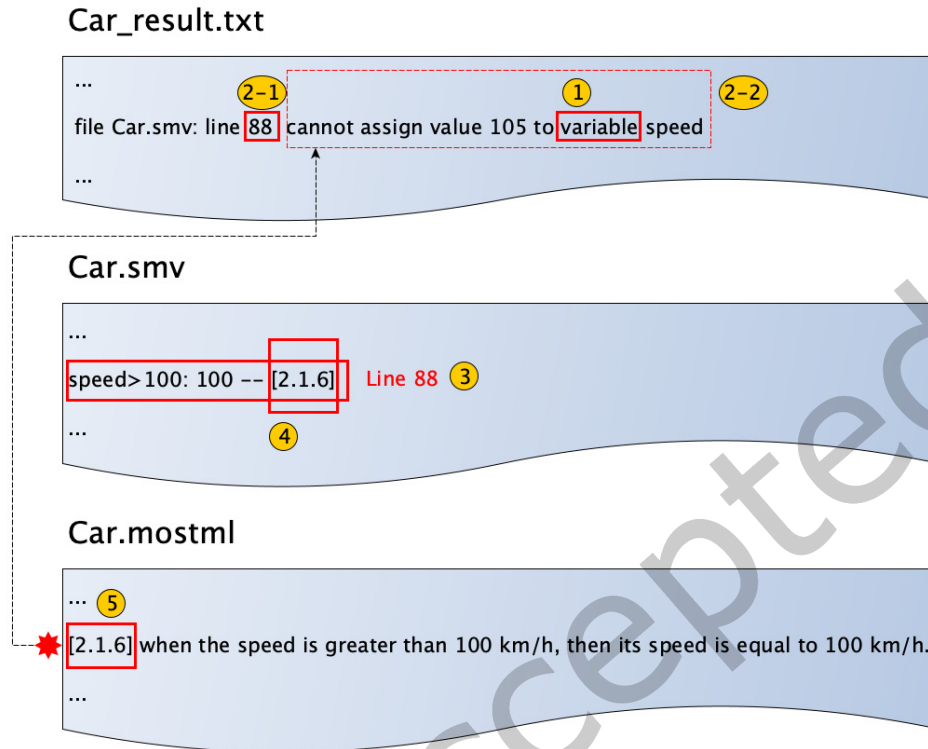 Car_result.txt
...
2-1 1 2-2
file Car.smv: line 88 cannot assign value 105 to variable speed
...
Car.smv
...
speed>100: 100 -- [2.1.6] Line 88 3
... 4
Car.mostml
... 5
[2.1.6] when the speed is greater than 100 km/h, then its speed is equal to 100 km/h.
...
ccepted